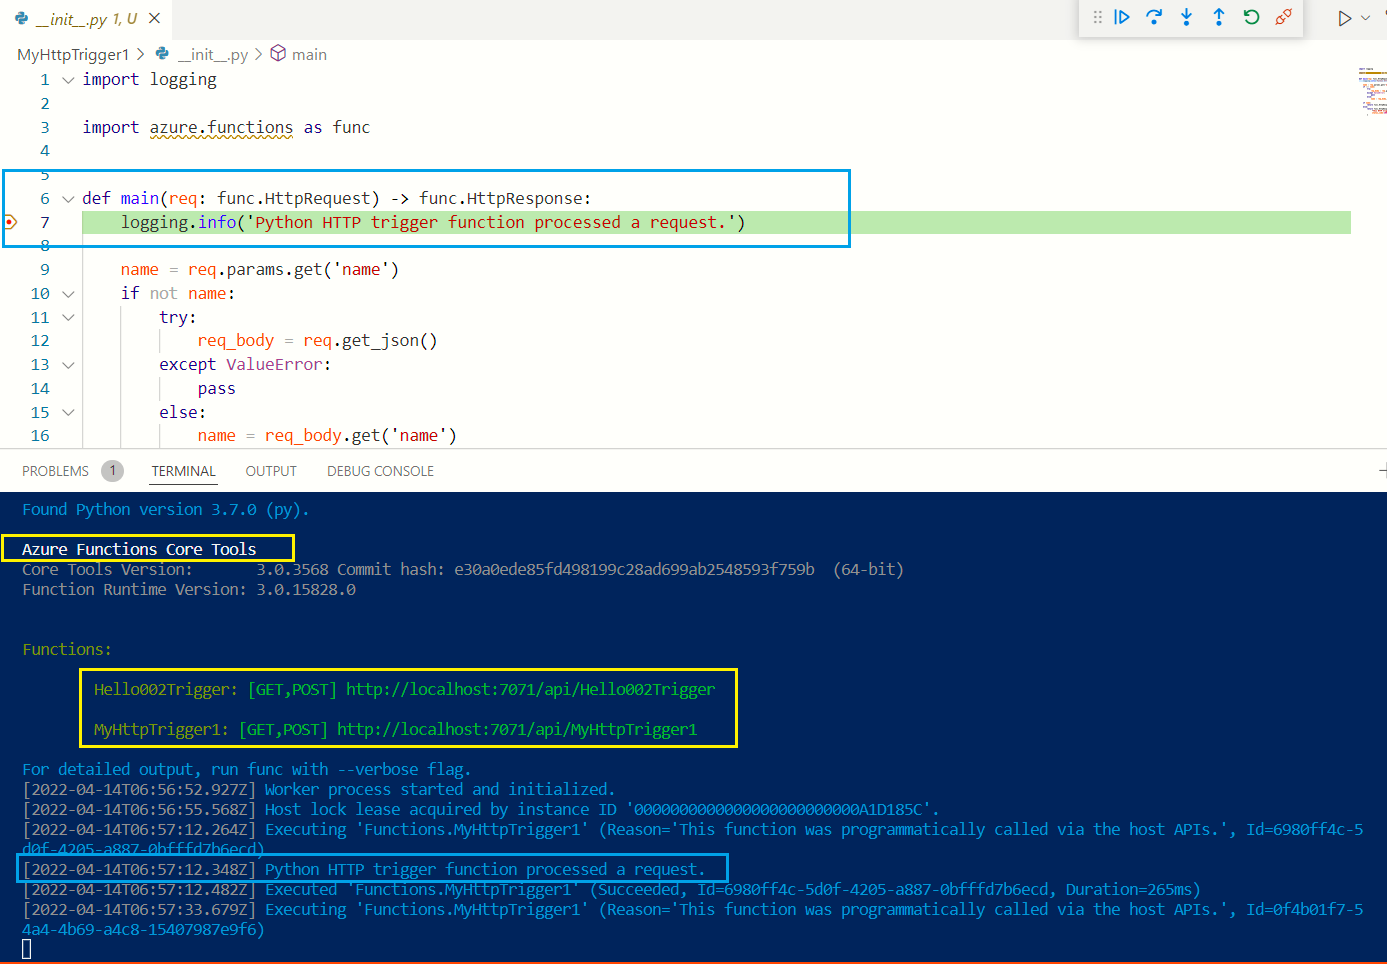 __init__.py 1, U
MyHttpTrigger1 > __init__.py > main
1 import logging
2
3 import azure.functions as func
4
5
6 def main(req: func.HttpRequest) -> func.HttpResponse:
7 logging.info('Python HTTP trigger function processed a request.')
8
9 name = req.params.get('name')
10 if not name:
11 try:
12 req_body = req.get_json()
13 except ValueError:
14 pass
15 else:
16 name = req_body.get('name')
PROBLEMS 1 TERMINAL OUTPUT DEBUG CONSOLE
Found Python version 3.7.0 (py).
Azure Functions Core Tools
Core Tools Version: 3.0.3568 Commit hash: e30a0ede85fd498199c28ad699ab2548593f759b (64-bit)
Function Runtime Version: 3.0.15828.0
Functions:
Hello002Trigger: [GET,POST] http://localhost:7071/api/Hello002Trigger
MyHttpTrigger1: [GET,POST] http://localhost:7071/api/MyHttpTrigger1
For detailed output, run func with --verbose flag.
[2022-04-14T06:56:52.927Z] Worker process started and initialized.
[2022-04-14T06:56:55.568Z] Host lock lease acquired by instance ID '000000000000000000000000A1D185C'.
[2022-04-14T06:57:12.264Z] Executing 'Functions.MyHttpTrigger1' (Reason='This function was programmatically called via the host APIs.', Id=6980ff4c-5
d0f-4205-a887-0bfffd7b6ecd)
[2022-04-14T06:57:12.348Z] Python HTTP trigger function processed a request.
[2022-04-14T06:57:12.482Z] Executed 'Functions.MyHttpTrigger1' (Succeeded, Id=6980ff4c-5d0f-4205-a887-0bfffd7b6ecd, Duration=265ms)
[2022-04-14T06:57:33.679Z] Executing 'Functions.MyHttpTrigger1' (Reason='This function was programmatically called via the host APIs.', Id=0f4b01f7-5
4a4-4b69-a4c8-15407987e9f6)